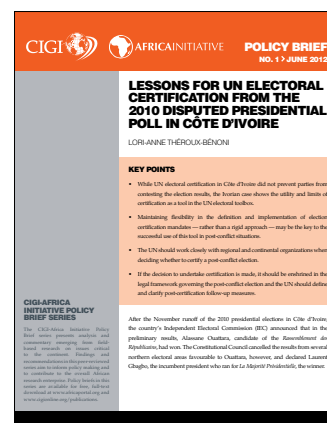 CIGI
AFRICAINITIATIVE
POLICY BRIEF
NO. 1 > JUNE 2012
LESSONS FOR UN ELECTORAL
CERTIFICATION FROM THE
2010 DISPUTED PRESIDENTIAL
POLL IN CÔTE D'IVOIRE
LORI-ANNE THÉROUX-BÉNONI
KEY POINTS
• While UN electoral certification in Côte d'Ivoire did not prevent parties from
contesting the election results, the Ivorian case shows the utility and limits of
certification as a tool in the UN electoral toolbox.
• Maintaining flexibility in the definition and implementation of election
certification mandates — rather than a rigid approach — may be the key to the
successful use of this tool in post-conflict situations.
• The UN should work closely with regional and continental organizations when
deciding whether to certify a post-conflict election.
• If the decision to undertake certification is made, it should be enshrined in the
legal framework governing the post-conflict election and the UN should define
and clarify post-certification follow-up measures.
After the November runoff of the 2010 presidential elections in Côte d'Ivoire,
the country's Independent Electoral Commission (IEC) announced that in the
preliminary results, Alassane Ouattara, candidate of the Rassemblement des
Républicains, had won. The Constitutional Council cancelled the results from several
northern electoral areas favourable to Ouattara, however, and declared Laurent
Gbagbo, the incumbent president who ran for La Majorité Présidentielle, the winner.
CIGI-AFRICA
INITIATIVE POLICY
BRIEF SERIES
The CIGI-Africa Initiative Policy
Brief series presents analysis and
commentary emerging from field-
based research on issues critical
to the continent. Findings and
recommendations in this peer-reviewed
series aim to inform policy making and
to contribute to the overall African
research enterprise. Policy briefs in this
series are available for free, full-text
download at www.africaportal.org and
www.cigionline.org/publications.